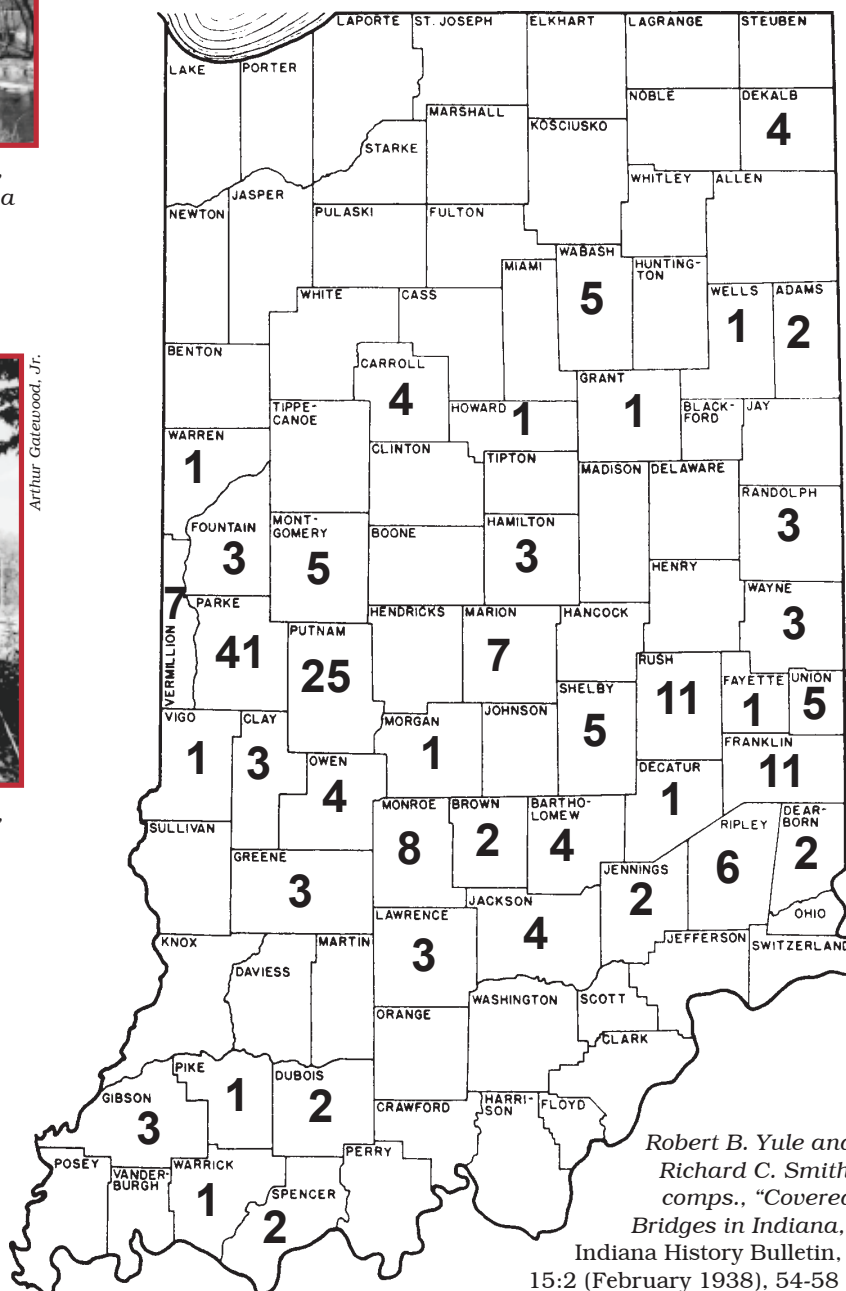 LAPORTE
ST. JOSEPH
ELKHART
LAGRANGE
STEUBEN
LAKE
PORTER
NOBLE
DEKALB
4
MARSHALL
KOSCIUSKO
STARKE
a
WHITLEY
ALLEN
JASPER
NEWTON
PULASKI
FULTON
WABASH
5
MIAMI
HUNTING-
TON
WHITE
CASS
WELLS
1
ADAMS
2
BENTON
CARROLL
4
GRANT
1
HOWARD 1
TIPPE-
CANOE
BLACK-
FORD
JAY
WARREN
1
CLINTON
TIPTON
MADISON
DELAWARE
Arthur Gatewood, Jr.
RANDOLPH
3
FOUNTAIN
3
MONT-
GOMERY
5
BOONE
HAMILTON
3
HENRY
WAYNE
3
7
VERMILLION
PARKE
41
HENDRICKS
MARION
7
HANCOCK
PUTNAM
25
RUSH
11
FAYETTE
1
UNION
5
SHELBY
5
VIGO
1
CLAY
3
MORGAN
1
JOHNSON
FRANKLIN
11
OWEN
4
DECATUR
1
MONROE
8
BROWN
2
BARTHO-
LOMEW
4
DEAR-
BORN
2
RIPLEY
6
SULLIVAN
GREENE
3
JENNINGS
2
JACKSON
4
LAWRENCE
3
OHIO
KNOX
MARTIN
JEFFERSON
SWITZERLAND
DAVIESS
WASHINGTON
SCOTT
ORANGE
CLARK
PIKE
1
DUBOIS
2
GIBSON
3
CRAWFORD
HARRI-
SON
FLOYD
PERRY
POSEY
VANDER-
BURGH
WARRICK
1
SPENCER
2
Robert B. Yule and
Richard C. Smith
comps., “Covered
Bridges in Indiana,
Indiana History Bulletin,
15:2 (February 1938), 54-58